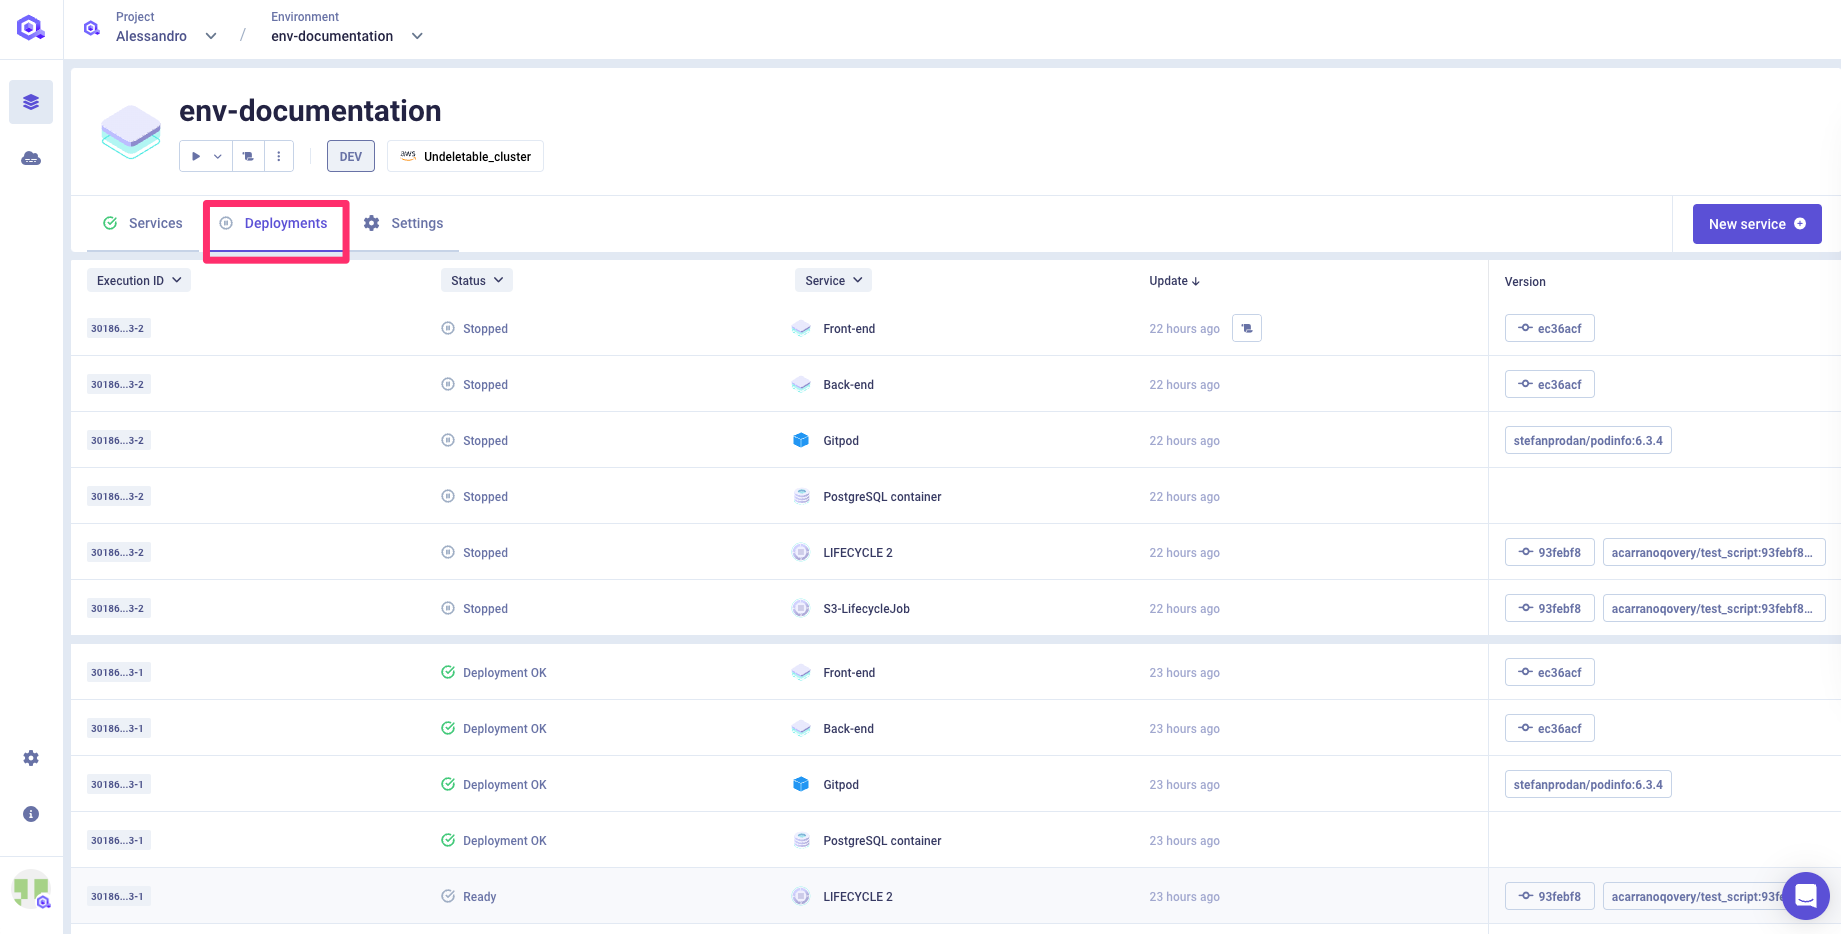 Project
Alessandro
/
Environment
env-documentation
env-documentation
DEV
aws
Undeletable_cluster
Services
Deployments
Settings
New service
Execution ID
Status
Service
Update
Version
30186...3-2
Stopped
Front-end
22 hours ago
ec36acf
30186...3-2
Stopped
Back-end
22 hours ago
ec36acf
30186...3-2
Stopped
Gitpod
22 hours ago
stefanprodan/podinfo:6.3.4
30186...3-2
Stopped
PostgreSQL container
22 hours ago
30186...3-2
Stopped
LIFECYCLE 2
22 hours ago
93febf8
acarranoqovery/test_script:93febf8...
30186...3-2
Stopped
S3-LifecycleJob
22 hours ago
93febf8
acarranoqovery/test_script:93febf8...
30186...3-1
Deployment OK
Front-end
23 hours ago
ec36acf
30186...3-1
Deployment OK
Back-end
23 hours ago
ec36acf
30186...3-1
Deployment OK
Gitpod
23 hours ago
stefanprodan/podinfo:6.3.4
30186...3-1
Deployment OK
PostgreSQL container
23 hours ago
30186...3-1
Ready
LIFECYCLE 2
23 hours ago
93febf8
acarranoqovery/test_script:93fe